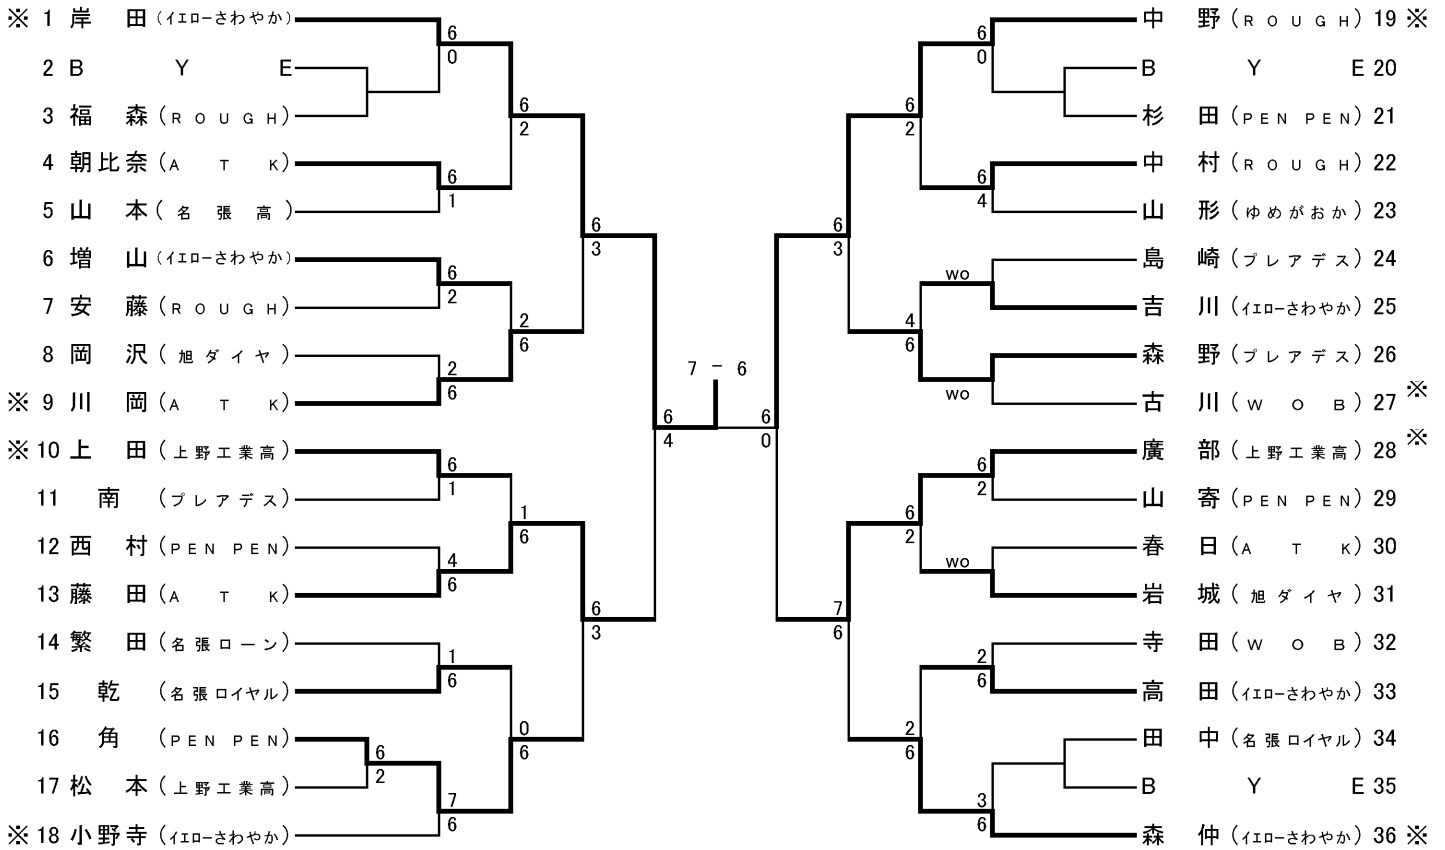 ※ 1 岸 田 (イエローさわやか)
2 B Y E
3 福 森 (ROUGH)
4 朝比奈 (A T K)
5 山 本 (名 張 高)
6 増 山 (イエローさわやか)
7 安 藤 (ROUGH)
8 岡 沢 (旭ダイヤ)
※ 9 川 岡 (A T K)
※ 10 上 田 (上野工業高)
11 南 (プレアデス)
12 西 村 (PEN PEN)
13 藤 田 (A T K)
14 繁 田 (名張ローン)
15 乾 (名張ロイヤル)
16 角 (PEN PEN)
17 松 本 (上野工業高)
※ 18 小野寺 (イエローさわやか)
6
0
6
1
6
2
2
6
6
1
4
6
1
6
6
2
7
6
6
2
2
6
1
6
0
6
6
3
6
3
6
4
7 − 6
6
0
6
3
7
6
6
2
4
6
6
2
2
6
6
0
6
4
wo
wo
6
2
wo
2
6
3
6
中 野 (ROUGH) 19 ※
B Y E 20
杉 田 (PEN PEN) 21
中 村 (ROUGH) 22
山 形 (ゆめがおか) 23
島 崎 (プレアデス) 24
吉 川 (イエローさわやか) 25
森 野 (プレアデス) 26
古 川 (W O B) 27 ※
廣 部 (上野工業高) 28 ※
山 寄 (PEN PEN) 29
春 日 (A T K) 30
岩 城 (旭ダイヤ) 31
寺 田 (W O B) 32
高 田 (イエローさわやか) 33
田 中 (名張ロイヤル) 34
B Y E 35
森 仲 (イエローさわやか) 36 ※